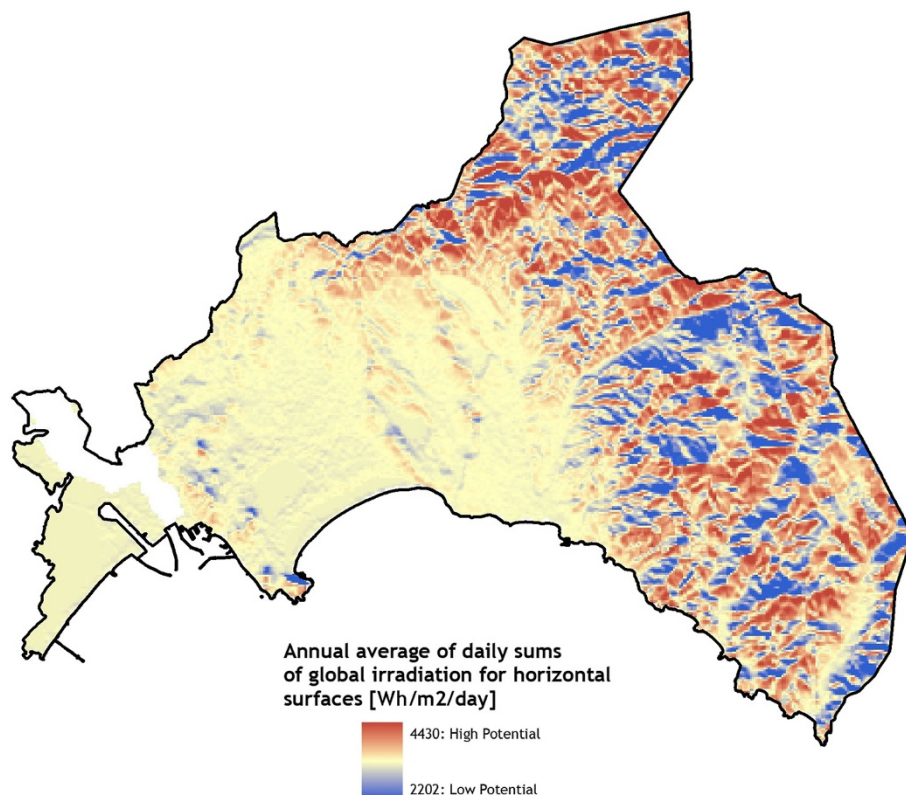 Annual average of daily sums
of global irradiation for horizontal
surfaces [Wh/m2/day]
4430: High Potential
2202: Low Potential